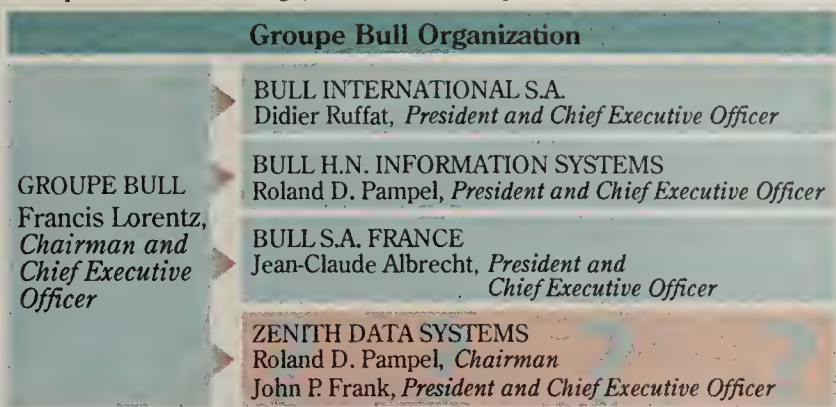 Groupe Bull Organization
GROUPE BULL
Francis Lorentz,
Chairman and
Chief Executive
Officer
BULL INTERNATIONAL S.A.
Didier Ruffat, President and Chief Executive Officer
BULL H.N. INFORMATION SYSTEMS
Roland D. Pampel, President and Chief Executive Officer
BULL S.A. FRANCE
Jean-Claude Albrecht, President and
Chief Executive Officer
ZENITH DATA SYSTEMS
Roland D. Pampel, Chairman
John P. Frank, President and Chief Executive Officer